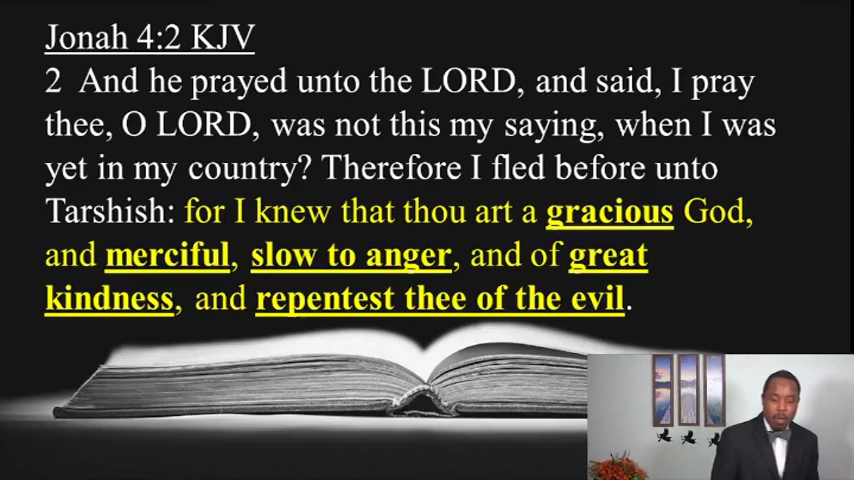 Jonah 4:2 KJV
2 And he prayed unto the LORD, and said, I pray
thee, O LORD, was not this my saying, when I was
yet in my country? Therefore I fled before unto
Tarshish: for I knew that thou art a gracious God,
and merciful, slow to anger, and of great
kindness, and repentest thee of the evil.